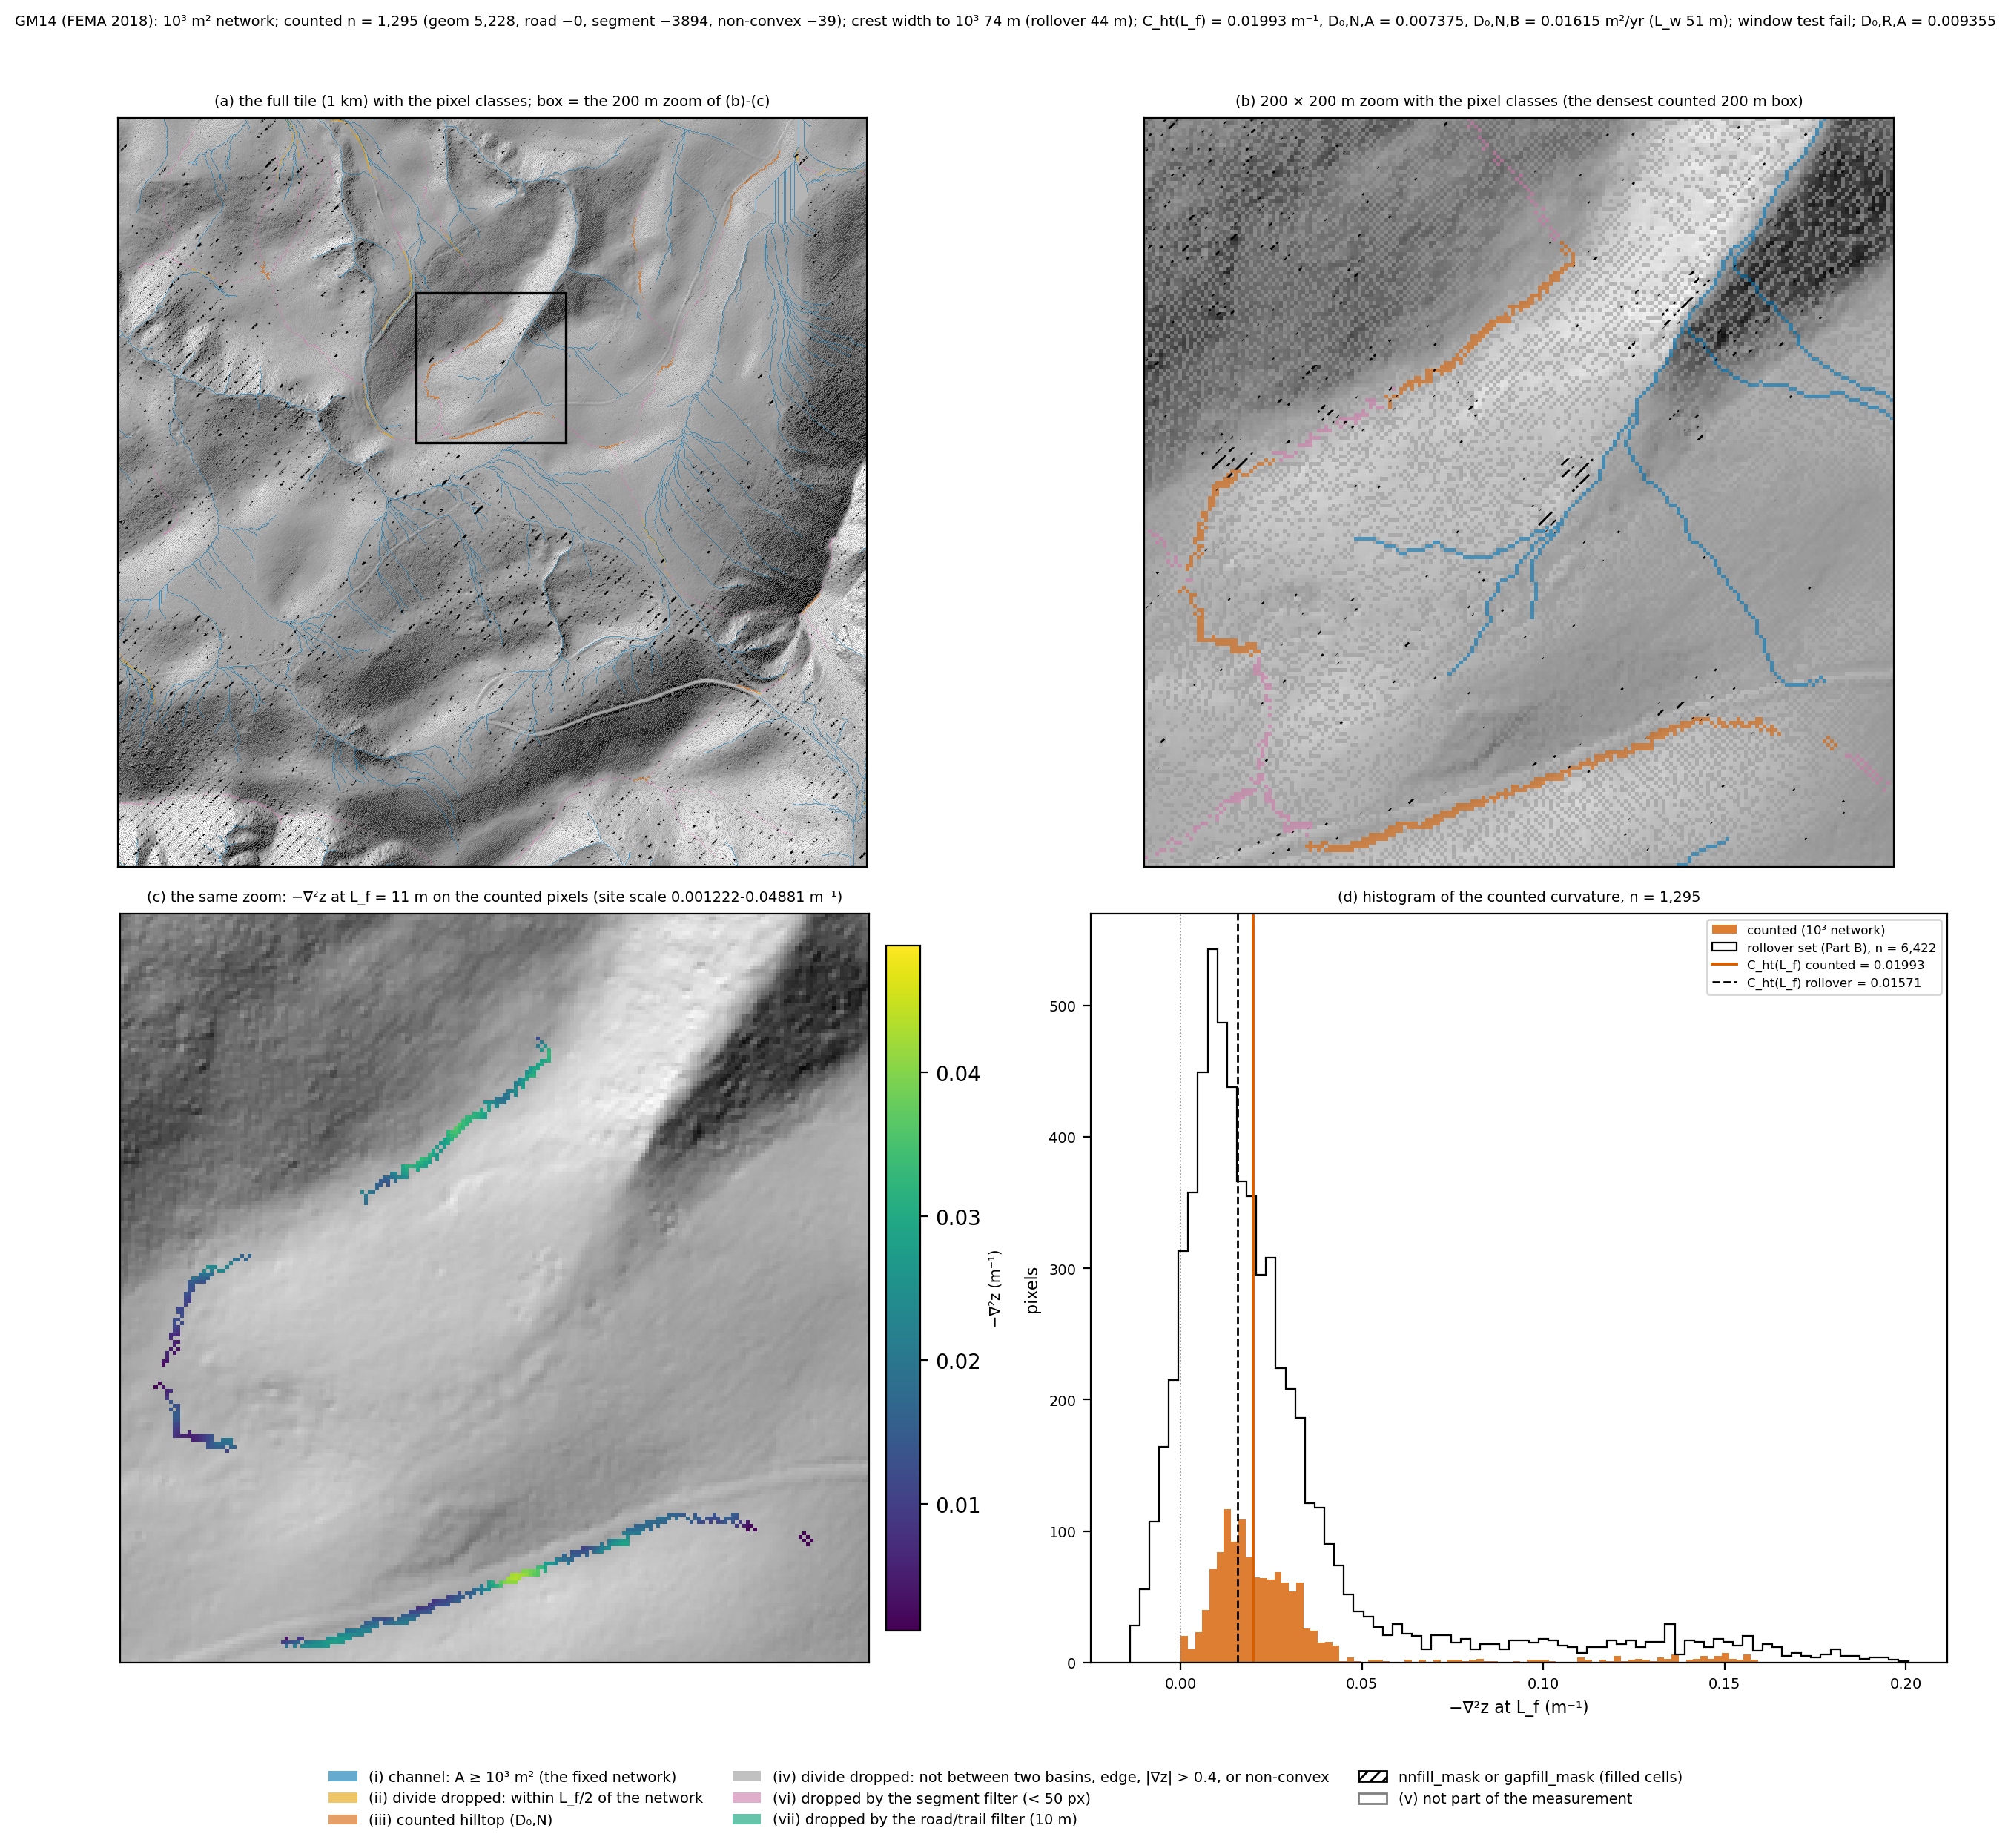 GM14 (FEMA 2018): 10³ m² network; counted n = 1,295 (geom 5,228, road −0, segment −3894, non-convex −39); crest width to 10³ 74 m (rollover 44 m); C_ht(L_f) = 0.01993 m⁻¹, D₀,N,A = 0.007375, D₀,N,B = 0.01615 m²/yr (L_w 51 m); window test fail; D₀,R,A = 0.009355
(a) the full tile (1 km) with the pixel classes; box = the 200 m zoom of (b)-(c)
(b) 200 × 200 m zoom with the pixel classes (the densest counted 200 m box)
(c) the same zoom: −∇²z at L_f = 11 m on the counted pixels (site scale 0.001222-0.04881 m⁻¹)
0.04
0.03
0.02
0.01
−∇²z (m⁻¹)
(d) histogram of the counted curvature, n = 1,295
counted (10³ network)
rollover set (Part B), n = 6,422
C_ht(L_f) counted = 0.01993
C_ht(L_f) rollover = 0.01571
500
400
300
200
100
0
pixels
0.00
0.05
0.10
0.15
0.20
−∇²z at L_f (m⁻¹)
(i) channel: A ≥ 10³ m² (the fixed network)
(ii) divide dropped: within L_f/2 of the network
(iii) counted hilltop (D₀,N)
(iv) divide dropped: not between two basins, edge, |∇z| > 0.4, or non-convex
(vi) dropped by the segment filter (< 50 px)
(vii) dropped by the road/trail filter (10 m)
nnfill_mask or gapfill_mask (filled cells)
(v) not part of the measurement